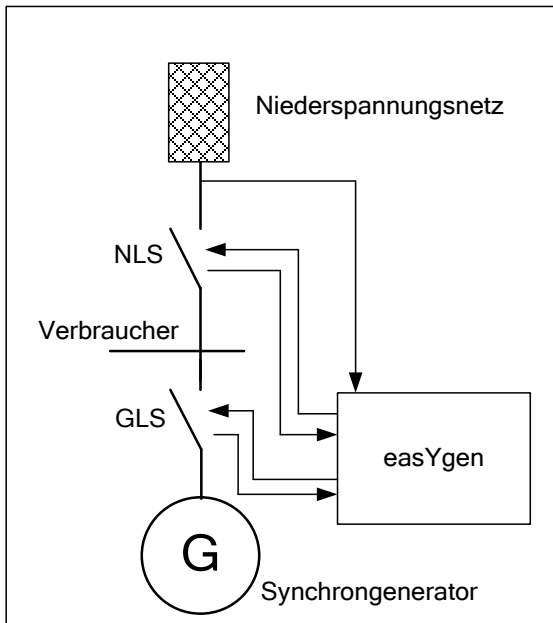 Niederspannungsnetz
NLS
Verbraucher
GLS
easYgen
G
Synchrongenerator